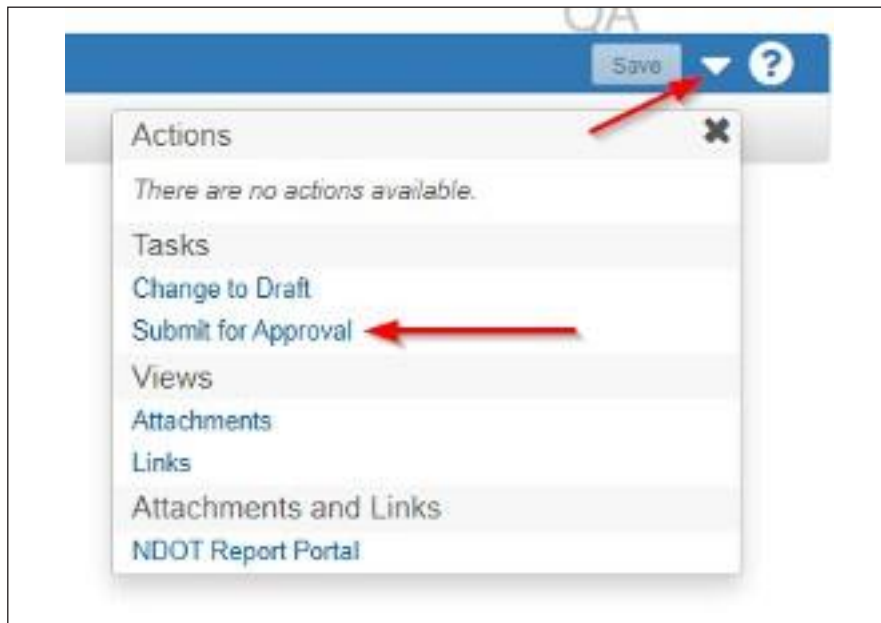 QA
Save ?
Actions
There are no actions available.
Tasks
Change to Draft
Submit for Approval
Views
Attachments
Links
Attachments and Links
NDOT Report Portal